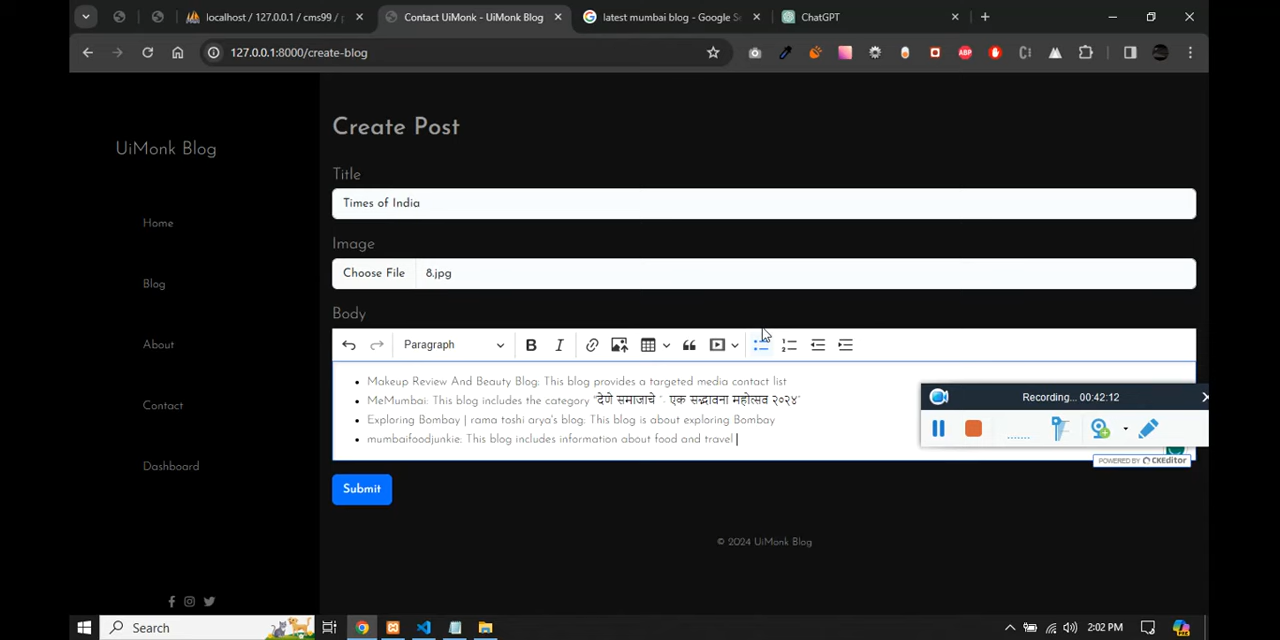 localhost / 127.0.0.1 / cms99 / p
Contact UiMonk - UiMonk Blog
latest mumbai blog - Google Se
ChatGPT
127.0.0.1:8000/create-blog
ABP
UiMonk Blog
Home
Blog
About
Contact
Dashboard
Create Post
Title
Times of India
Image
Choose File 8.jpg
Body
Paragraph
B I
Makeup Review And Beauty Blog: This blog provides a targeted media contact list
MeMumbai: This blog includes the category "देणे समाजाचे "- एक सद्भावना महोत्सव २०२४"
Exploring Bombay | rama toshi arya's blog: This blog is about exploring Bombay
mumbaifoodjunkie: This blog includes information about food and travel
Recording... 00:42:12
POWERED BY CKEditor
Submit
© 2024 UiMonk Blog
Search
2:02 PM